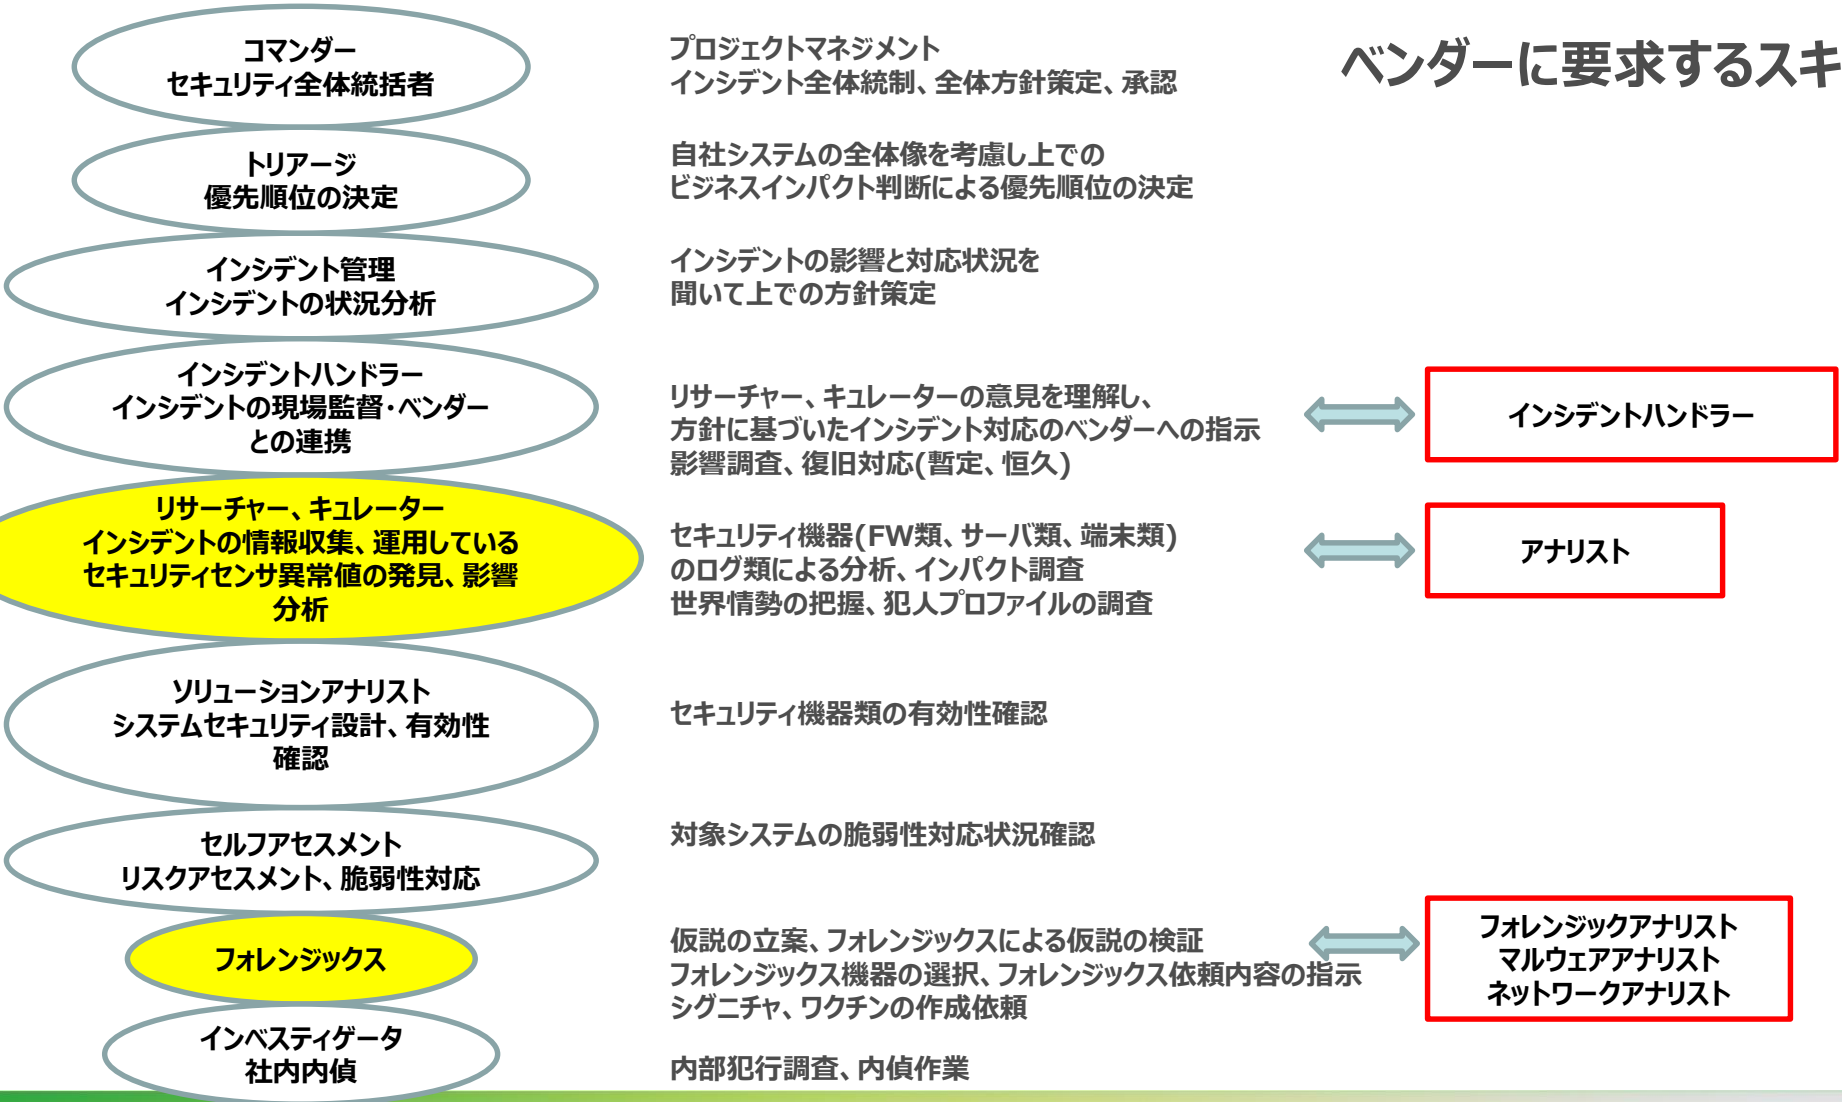 ベンダーに要求するスキ
コマンダー
セキュリティ全体統括者
プロジェクトマネジメント
インシデント全体統制、全体方針策定、承認
トリアージ
優先順位の決定
自社システムの全体像を考慮し上での
ビジネスインパクト判断による優先順位の決定
インシデント管理
インシデントの状況分析
インシデントの影響と対応状況を
聞いて上での方針策定
インシデントハンドラー
インシデントの現場監督・ベンダー
との連携
リサーチャー、キュレーターの意見を理解し、
方針に基づいたインシデント対応のベンダーへの指示
影響調査、復旧対応(暫定、恒久)
インシデントハンドラー
リサーチャー、キュレーター
インシデントの情報収集、運用している
セキュリティセンサ異常値の発見、影響
分析
セキュリティ機器(FW類、サーバ類、端末類)
のログ類による分析、インパクト調査
世界情勢の把握、犯人プロファイルの調査
アナリスト
ソリューションアナリスト
システムセキュリティ設計、有効性
確認
セキュリティ機器類の有効性確認
セルフアセスメント
リスクアセスメント、脆弱性対応
対象システムの脆弱性対応状況確認
フォレンジックス
仮説の立案、フォレンジックスによる仮説の検証
フォレンジックス機器の選択、フォレンジックス依頼内容の指示
シグニチャ、ワクチンの作成依頼
フォレンジックアナリスト
マルウェアアナリスト
ネットワークアナリスト
インベスティゲータ
社内内偵
内部犯行調査、内偵作業